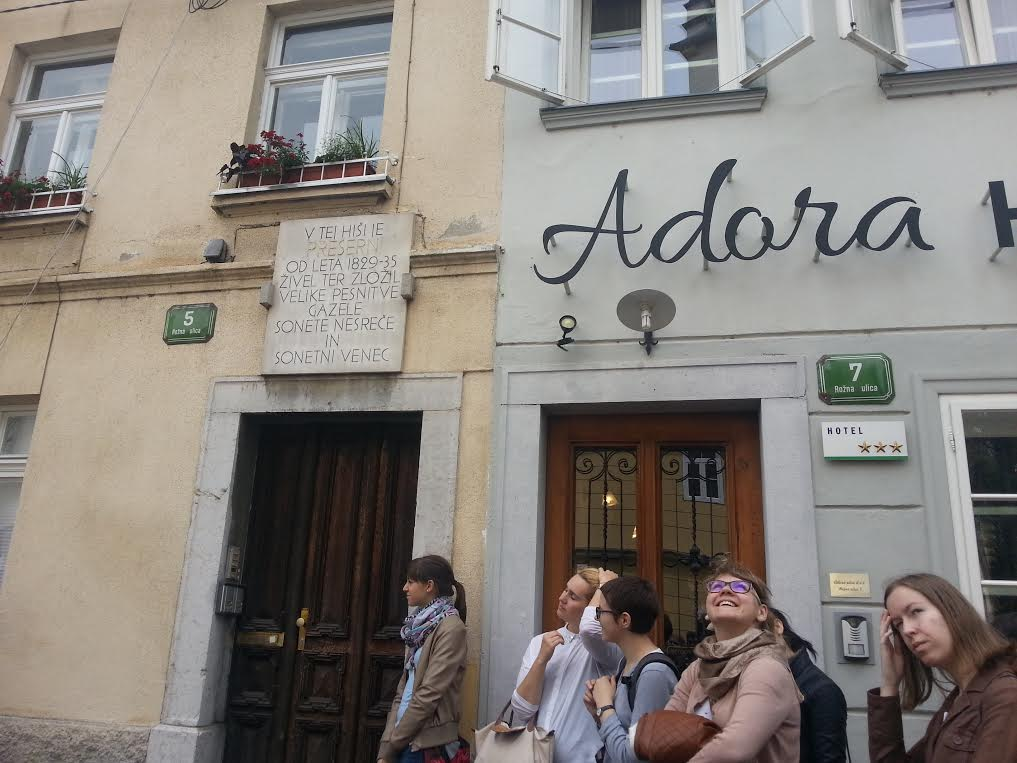 V TEJ HIŠI JE
PREŠERN
OD LETA 1829-35
ŽIVEL TER ZLOŽIL
VELIKE PESNITVE
GAZELE
SONETE NESREČE
IN
SONETNI VENEC
5
Rožna ulica
Adora H
7
Rožna ulica
HOTEL